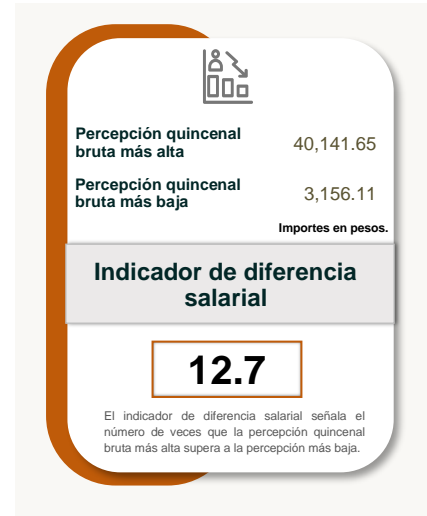 Percepción quincenal
bruta más alta
40,141.65
Percepción quincenal
bruta más baja
3,156.11
Importes en pesos.
Indicador de diferencia
salarial
12.7
El indicador de diferencia salarial señala el
número de veces que la percepción quincenal
bruta más alta supera a la percepción más baja.